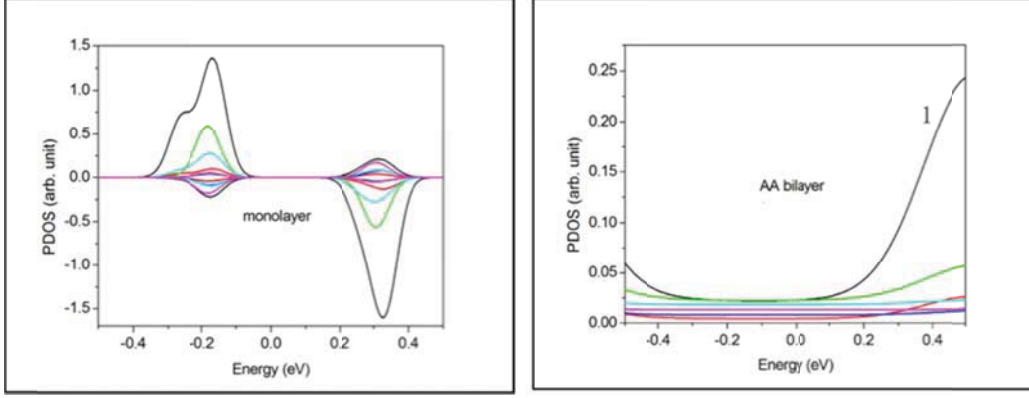 1.5
1.0
0.5
0.0
-0.5
-1.0
-1.5
PDOS (arb. unit)
monolayer
-0.4 -0.2 0.0 0.2 0.4
Energy (eV)
0.25
0.20
0.15
0.10
0.05
0.00
PDOS (arb. unit)
1
AA bilayer
-0.4 -0.2 0.0 0.2 0.4
Energy (eV)